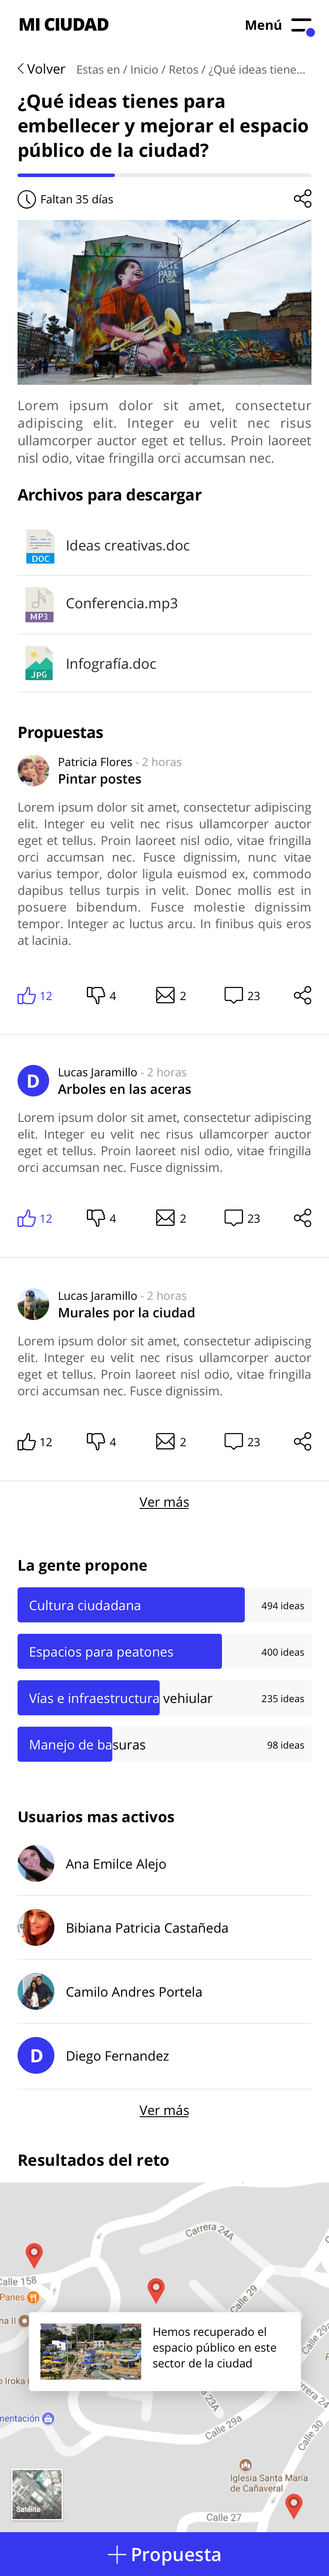 MI CIUDAD
Menú
Volver
Estas en / Inicio / Retos / ¿Qué ideas tiene...
¿Qué ideas tienes para
embellecer y mejorar el espacio
público de la ciudad?
Faltan 35 días
ARTE
PARA
LA VIDA
Lorem ipsum dolor sit amet, consectetur
adipiscing elit. Integer eu velit nec risus
ullamcorper auctor eget et tellus. Proin laoreet
nisl odio, vitae fringilla orci accumsan nec.
Archivos para descargar
DOC
Ideas creativas.doc
MP3
Conferencia.mp3
JPG
Infografía.doc
Propuestas
Patricia Flores - 2 horas
Pintar postes
Lorem ipsum dolor sit amet, consectetur adipiscing
elit. Integer eu velit nec risus ullamcorper auctor
eget et tellus. Proin laoreet nisl odio, vitae fringilla
orci accumsan nec. Fusce dignissim, nunc vitae
varius tempor, dolor ligula euismod ex, commodo
dapibus tellus turpis in velit. Donec mollis est in
posuere bibendum. Fusce molestie dignissim
tempor. Integer ac luctus arcu. In finibus quis eros
at lacinia.
12 4 2 23
D
Lucas Jaramillo - 2 horas
Arboles en las aceras
Lorem ipsum dolor sit amet, consectetur adipiscing
elit. Integer eu velit nec risus ullamcorper auctor
eget et tellus. Proin laoreet nisl odio, vitae fringilla
orci accumsan nec. Fusce dignissim.
12 4 2 23
Lucas Jaramillo - 2 horas
Murales por la ciudad
Lorem ipsum dolor sit amet, consectetur adipiscing
elit. Integer eu velit nec risus ullamcorper auctor
eget et tellus. Proin laoreet nisl odio, vitae fringilla
orci accumsan nec. Fusce dignissim.
12 4 2 23
Ver más
La gente propone
Cultura ciudadana 494 ideas
Espacios para peatones 400 ideas
Vías e infraestructura vehiular 235 ideas
Manejo de basuras 98 ideas
Usuarios mas activos
Ana Emilce Alejo
Bibiana Patricia Castañeda
Camilo Andres Portela
D
Diego Fernandez
Ver más
Resultados del reto
Carrera 24A
Calle 158
Panes
Calle 29
na II
Hemos recuperado el
espacio público en este
sector de la ciudad
Calle 29a
o Iroka
rera 24
23A
mentación
Calle 29a
Calle 30
Iglesia Santa María
de Cañaveral
Satélite
Calle 27
Propuesta